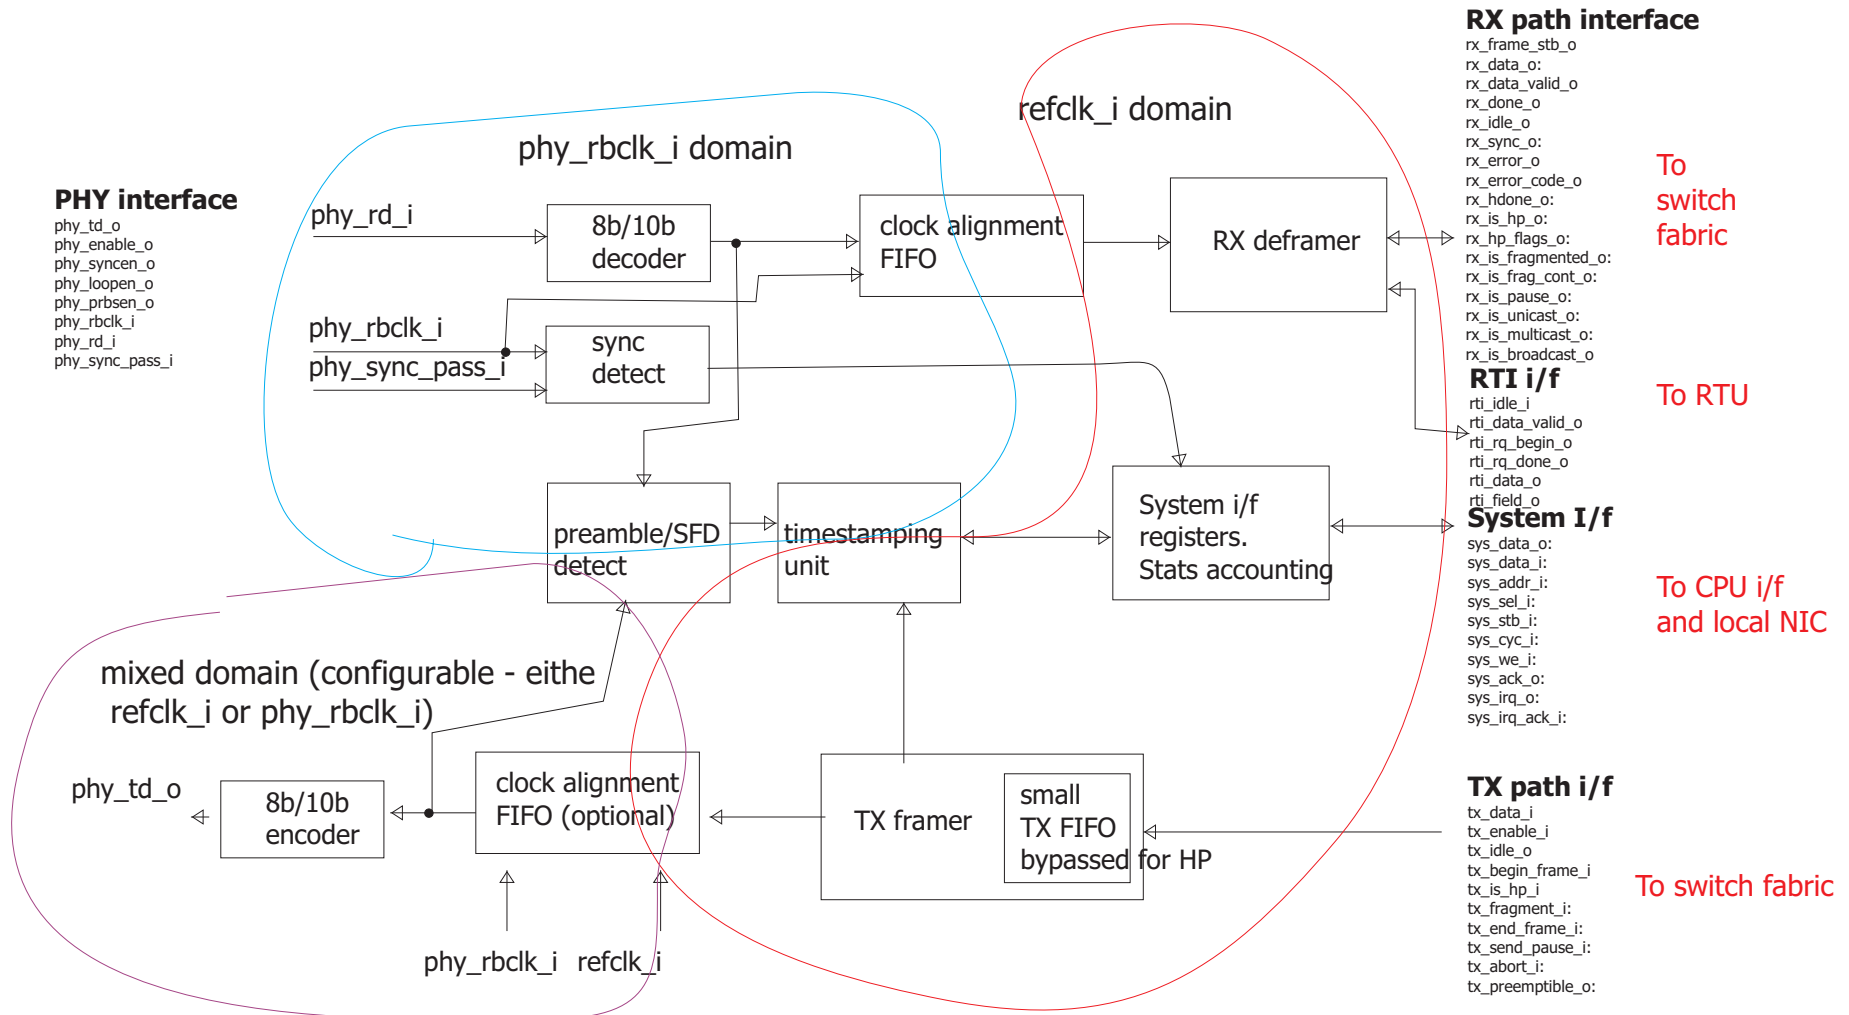 PHY interface
phy_td_o
phy_enable_o
phy_syncen_o
phy_loopen_o
phy_prbsen_o
phy_rbclk_i
phy_rd_i
phy_sync_pass_i
phy_rbclk_i domain
refclk_i domain
phy_rd_i
8b/10b
decoder
clock alignment
FIFO
RX deframer
phy_rbclk_i
phy_sync_pass_i
sync
detect
preamble/SFD
detect
timestamping
unit
System i/f
registers.
Stats accounting
mixed domain (configurable - eithe
refclk_i or phy_rbclk_i)
phy_td_o
8b/10b
encoder
clock alignment
FIFO (optional)
TX framer
small
TX FIFO
bypassed for HP
phy_rbclk_i
refclk_i
RX path interface
rx_frame_stb_o
rx_data_o:
rx_data_valid_o
rx_done_o
rx_idle_o
rx_sync_o:
rx_error_o
rx_error_code_o
rx_hdone_o:
rx_is_hp_o:
rx_hp_flags_o:
rx_is_fragmented_o:
rx_is_frag_cont_o:
rx_is_pause_o:
rx_is_unicast_o:
rx_is_multicast_o:
rx_is_broadcast_o
To
switch
fabric
RTI i/f
rti_idle_i
rti_data_valid_o
rti_rq_begin_o
rti_rq_done_o
rti_data_o
rti_field_o
To RTU
System I/f
sys_data_o:
sys_data_i:
sys_addr_i:
sys_sel_i:
sys_stb_i:
sys_cyc_i:
sys_we_i:
sys_ack_o:
sys_irq_o:
sys_irq_ack_i:
To CPU i/f
and local NIC
TX path i/f
tx_data_i
tx_enable_i
tx_idle_o
tx_begin_frame_i
tx_is_hp_i
tx_fragment_i:
tx_end_frame_i:
tx_send_pause_i:
tx_abort_i:
tx_preemptible_o:
To switch fabric